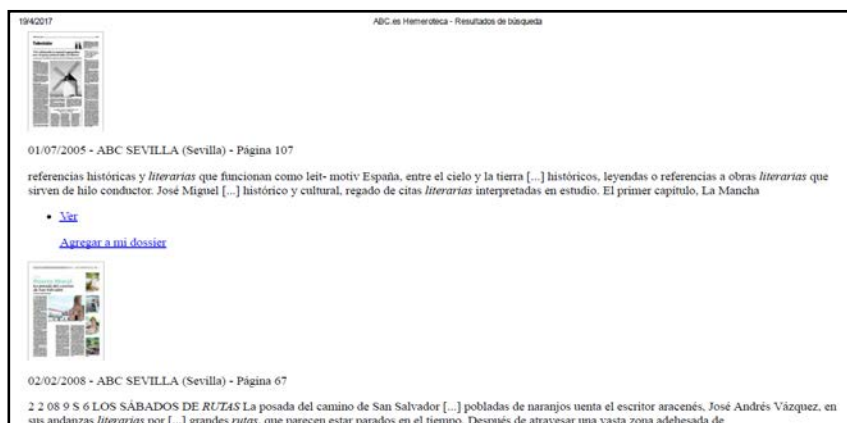 19/4/2017 ABC.es Hemeroteca - Resultados de búsqueda
Televisión
01/07/2005 - ABC SEVILLA (Sevilla) - Página 107
referencias históricas y literarias que funcionan como leit- motiv España, entre el cielo y la tierra [...] históricos, leyendas o referencias a obras literarias que
sirven de hilo conductor. José Miguel [...] histórico y cultural, regado de citas literarias interpretadas en estudio. El primer capítulo, La Mancha
Ver
Agregar a mi dossier
02/02/2008 - ABC SEVILLA (Sevilla) - Página 67
2 2 08 9 S 6 LOS SÁBADOS DE RUTAS La posada del camino de San Salvador [...] pobladas de naranjos uenta el escritor aracenés, José Andrés Vázquez, en
sus andanzas literarias por [...] grandes rutas, que parecen estar parados en el tiempo. Después de atravesar una vasta zona adehesada de